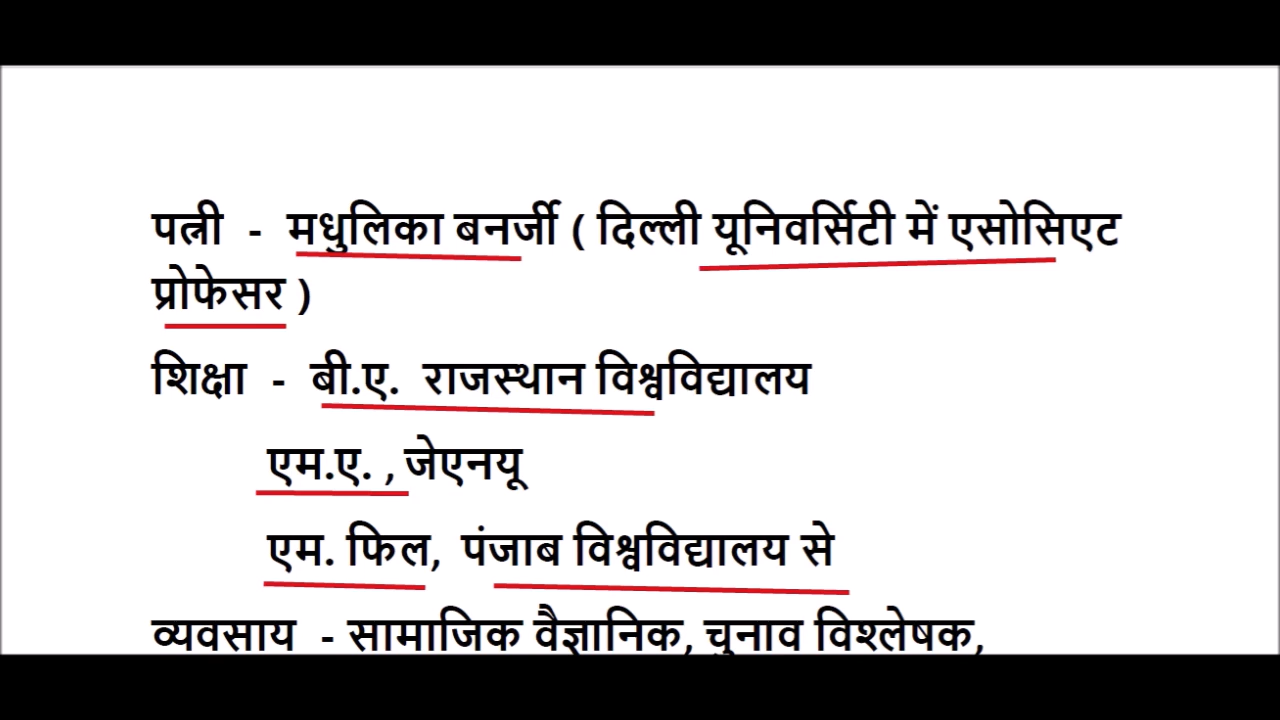 पत्नी - मधुलिका बनर्जी ( दिल्ली यूनिवर्सिटी में एसोसिएट
प्रोफेसर )
शिक्षा - बी.ए. राजस्थान विश्वविद्यालय
एम.ए. , जेएनयू
एम. फिल, पंजाब विश्वविद्यालय से
व्यवसाय - सामाजिक वैज्ञानिक, चुनाव विश्लेषक,